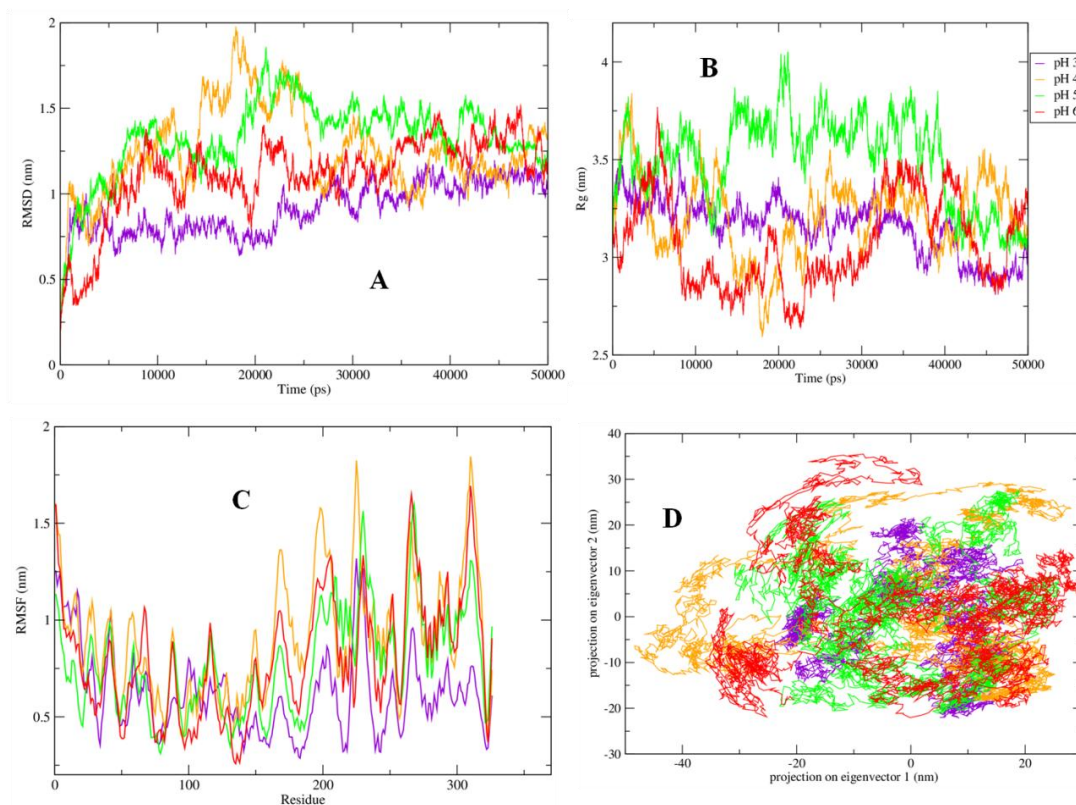 A
RMSD (nm)
2
1.5
1
0.5
0
0 10000 20000 30000 40000 50000
Time (ps)
B
Rg (nm)
4
3.5
3
2.5
0 10000 20000 30000 40000 50000
Time (ps)
pH 3
pH 4
pH 5
pH 6
C
RMSF (nm)
2
1.5
1
0.5
0 100 200 300
Residue
D
projection on eigenvector 2 (nm)
40
30
20
10
0
-10
-20
-30
-40 -20 0 20
projection on eigenvector 1 (nm)